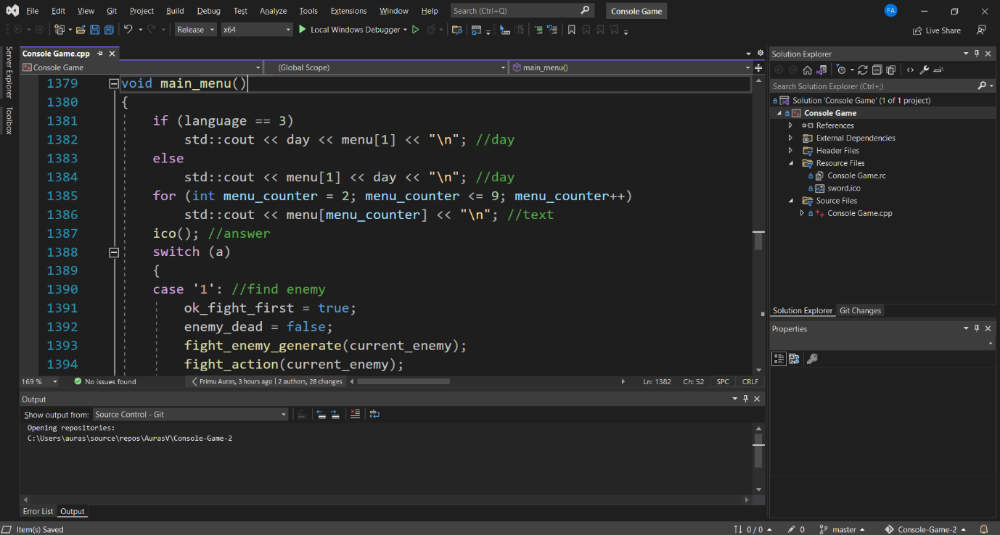 File Edit View Git Project Build Debug Test Analyze Tools Extensions Window Help Search (Ctrl+Q) Console Game FA
Release x64 Local Windows Debugger Live Share
Server Explorer
Toolbox
Console Game.cpp
Console Game (Global Scope) main_menu()
1379 void main_menu()
1380 {
1381 if (language == 3)
1382 std::cout << day << menu[1] << "\n"; //day
1383 else
1384 std::cout << menu[1] << day << "\n"; //day
1385 for (int menu_counter = 2; menu_counter <= 9; menu_counter++)
1386 std::cout << menu[menu_counter] << "\n"; //text
1387 ico(); //answer
1388 switch (a)
1389 {
1390 case '1': //find enemy
1391 ok_fight_first = true;
1392 enemy_dead = false;
1393 fight_enemy_generate(current_enemy);
1394 fight_action(current_enemy);
169 % No issues found Frimu Auras, 3 hours ago | 2 authors, 28 changes Ln: 1382 Ch: 52 SPC CRLF
Output
Show output from: Source Control - Git
Opening repositories:
C:\Users\auras\source\repos\AurasV\Console-Game-2
Error List Output
Solution Explorer
Search Solution Explorer (Ctrl+;)
Solution 'Console Game' (1 of 1 project)
Console Game
References
External Dependencies
Header Files
Resource Files
Console Game.rc
sword.ico
Source Files
Console Game.cpp
Solution Explorer Git Changes
Properties
Item(s) Saved 0 / 0 0 master Console-Game-2